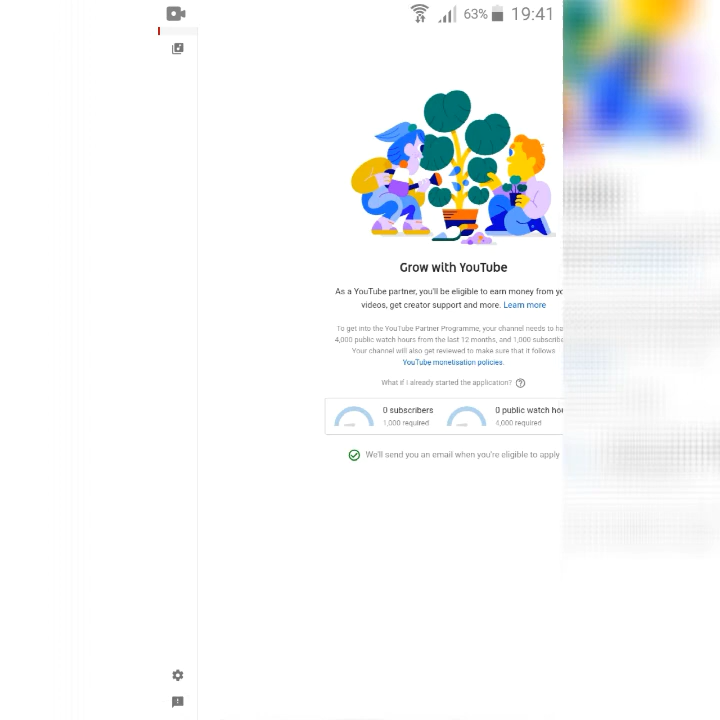 63% 19:41
Grow with YouTube
As a YouTube partner, you'll be eligible to earn money from
videos, get creator support and more. Learn more
To get into the YouTube Partner Programme, your channel needs to
4,000 public watch hours from the last 12 months, and 1,000
Your channel will also get reviewed to make sure that it follows
YouTube monetisation policies.
What if I already started the application?
0 subscribers 0 public watch
1,000 required 4,000 required
We'll send you an email when you're eligible to apply